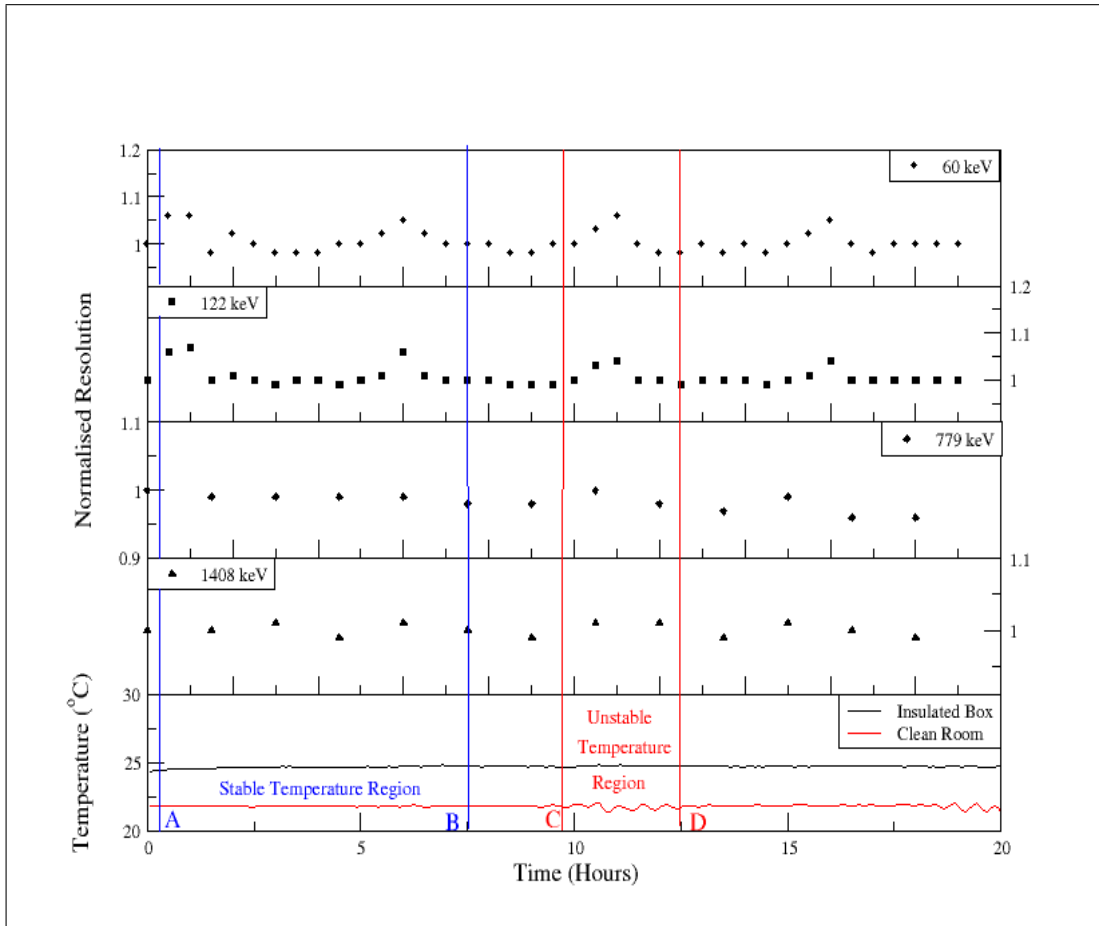 1.2
60 keV
1.1
1
122 keV
1.2
1.1
1
Normalised Resolution
1.1
779 keV
1
0.9
1408 keV
1.1
1
Temperature (°C)
30
Insulated Box
Clean Room
Unstable
Temperature
Region
25
Stable Temperature Region
20
A
B
C
D
0 5 10 15 20
Time (Hours)